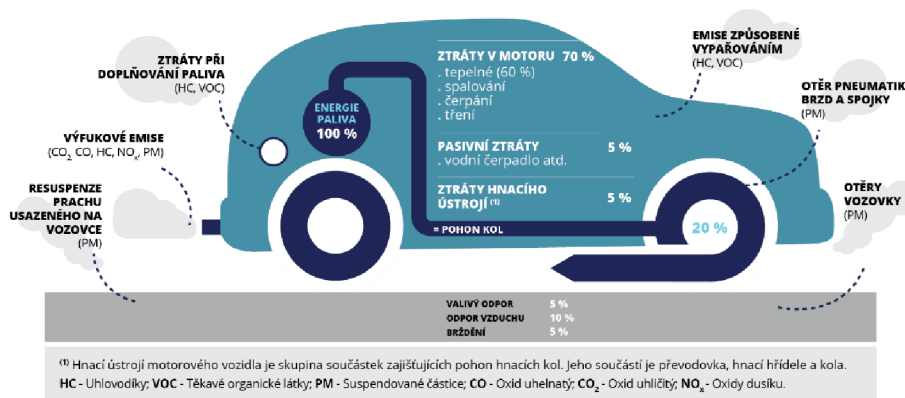 ZTRÁTY PŘI
DOPLŇOVÁNÍ PALIVA
(HC, VOC)
VÝFUKOVÉ EMISE
(CO₂ CO, HC, NOₓ, PM)
RESUSPENZE
PRACHU
USAZENÉHO NA
VOZOVCE
(PM)
ENERGIE
PALIVA
100 %
ZTRÁTY V MOTORU 70 %
. tepelné (60 %)
. spalování
. čerpání
. tření
PASIVNÍ ZTRÁTY 5 %
. vodní čerpadlo atd.
ZTRÁTY HNACÍHO
ÚSTROJÍ ⁽¹⁾ 5 %
= POHON KOL
20 %
EMISE ZPŮSOBENÉ
VYPAŘOVÁNÍM
(HC, VOC)
OTĚR PNEUMATIK
BRZD A SPOJKY
(PM)
OTĚRY
VOZOVKY
(PM)
VALIVÝ ODPOR 5 %
ODPOR VZDUCHU 10 %
BRŽDĚNÍ 5 %
⁽¹⁾ Hnací ústrojí motorového vozidla je skupina součástek zajišťujících pohon hnacích kol. Jeho součástí je převodovka, hnací hřídele a kola.
HC - Uhlovodíky; VOC - Těkavé organické látky; PM - Suspendované částice; CO - Oxid uhelnatý; CO₂ - Oxid uhličitý; NOₓ - Oxidy dusíku.